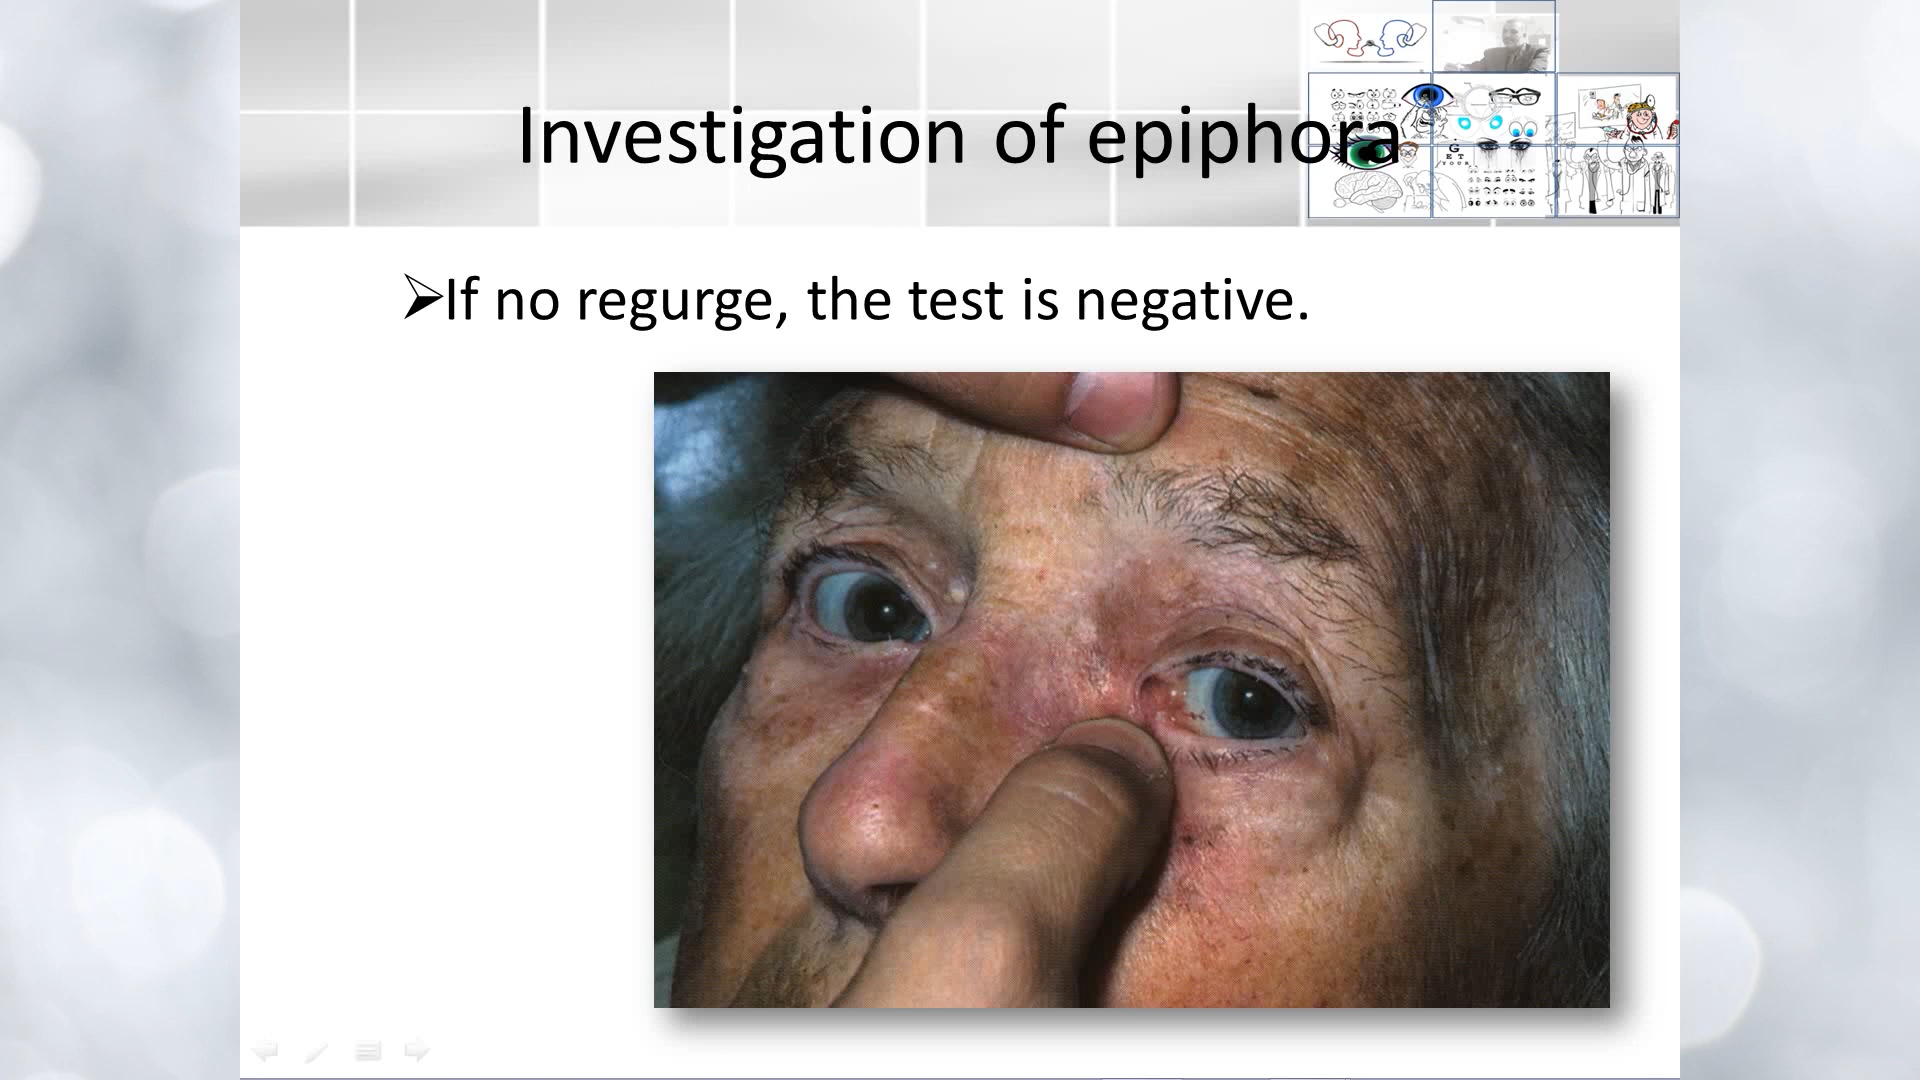 Investigation of epiphora
G
E T
Y O U R
➢If no regurge, the test is negative.